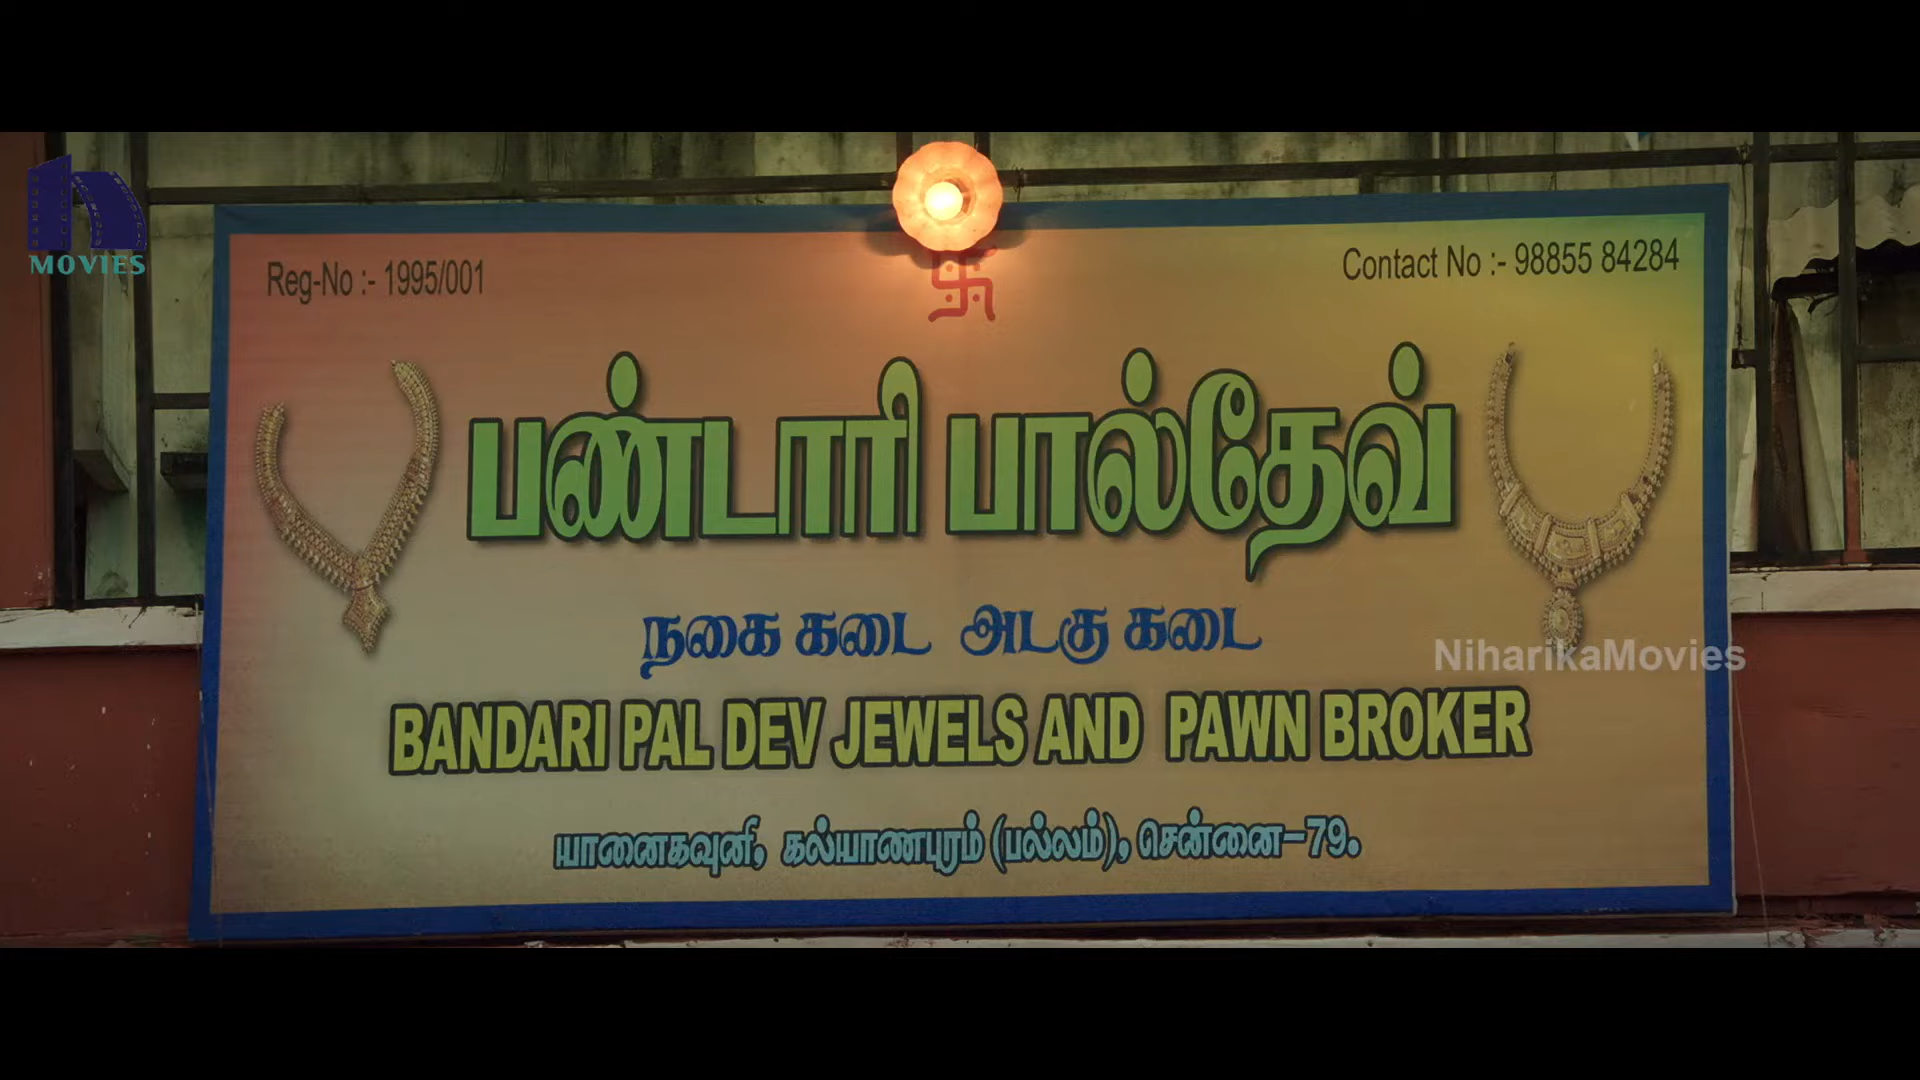 MOVIES
Reg-No :- 1995/001
Contact No :- 98855 84284
பண்டாரி பால்தேவ்
நகை கடை அடகு கடை
NiharikaMovies
BANDARI PAL DEV JEWELS AND PAWN BROKER
யானைகவுனி, கல்யாணபுரம் (பல்லம்), சென்னை-79.